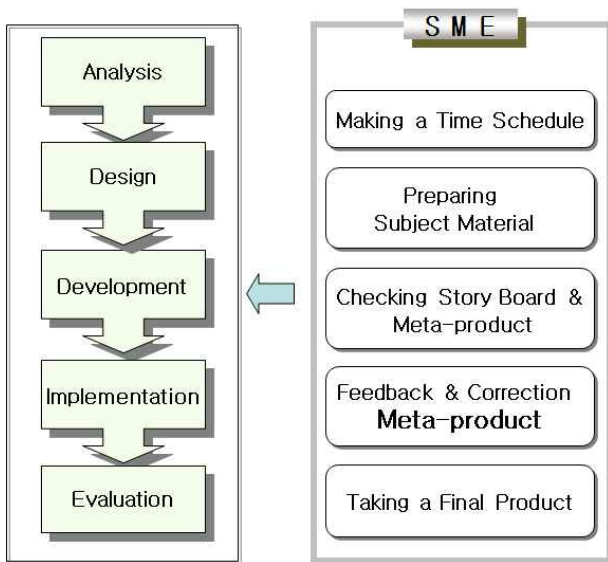 Analysis
Design
Development
Implementation
Evaluation
SME
Making a Time Schedule
Preparing
Subject Material
Checking Story Board &
Meta-product
Feedback & Correction
Meta-product
Taking a Final Product